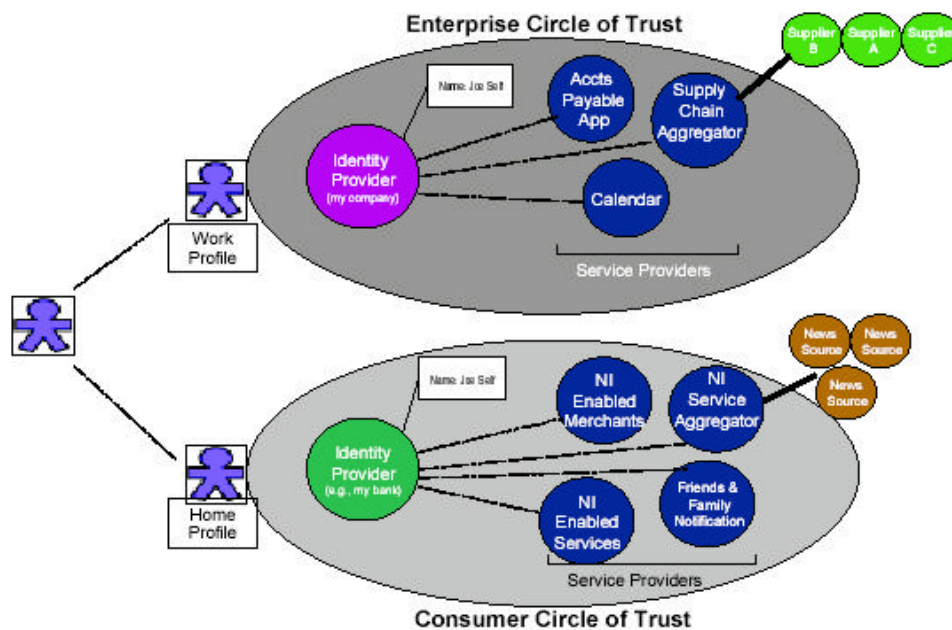 Enterprise Circle of Trust
Supplier
B
Supplier
A
Supplier
C
Name: Joe Self
Accts
Payable
App
Supply
Chain
Aggregator
Identity
Provider
(my company)
Calendar
Work
Profile
Service Providers
News
Source
News
Source
News
Source
Name: Joe Self
NI
Enabled
Merchants
NI
Service
Aggregator
Identity
Provider
(e.g., my bank)
Friends &
Family
Notification
NI
Enabled
Services
Home
Profile
Service Providers
Consumer Circle of Trust